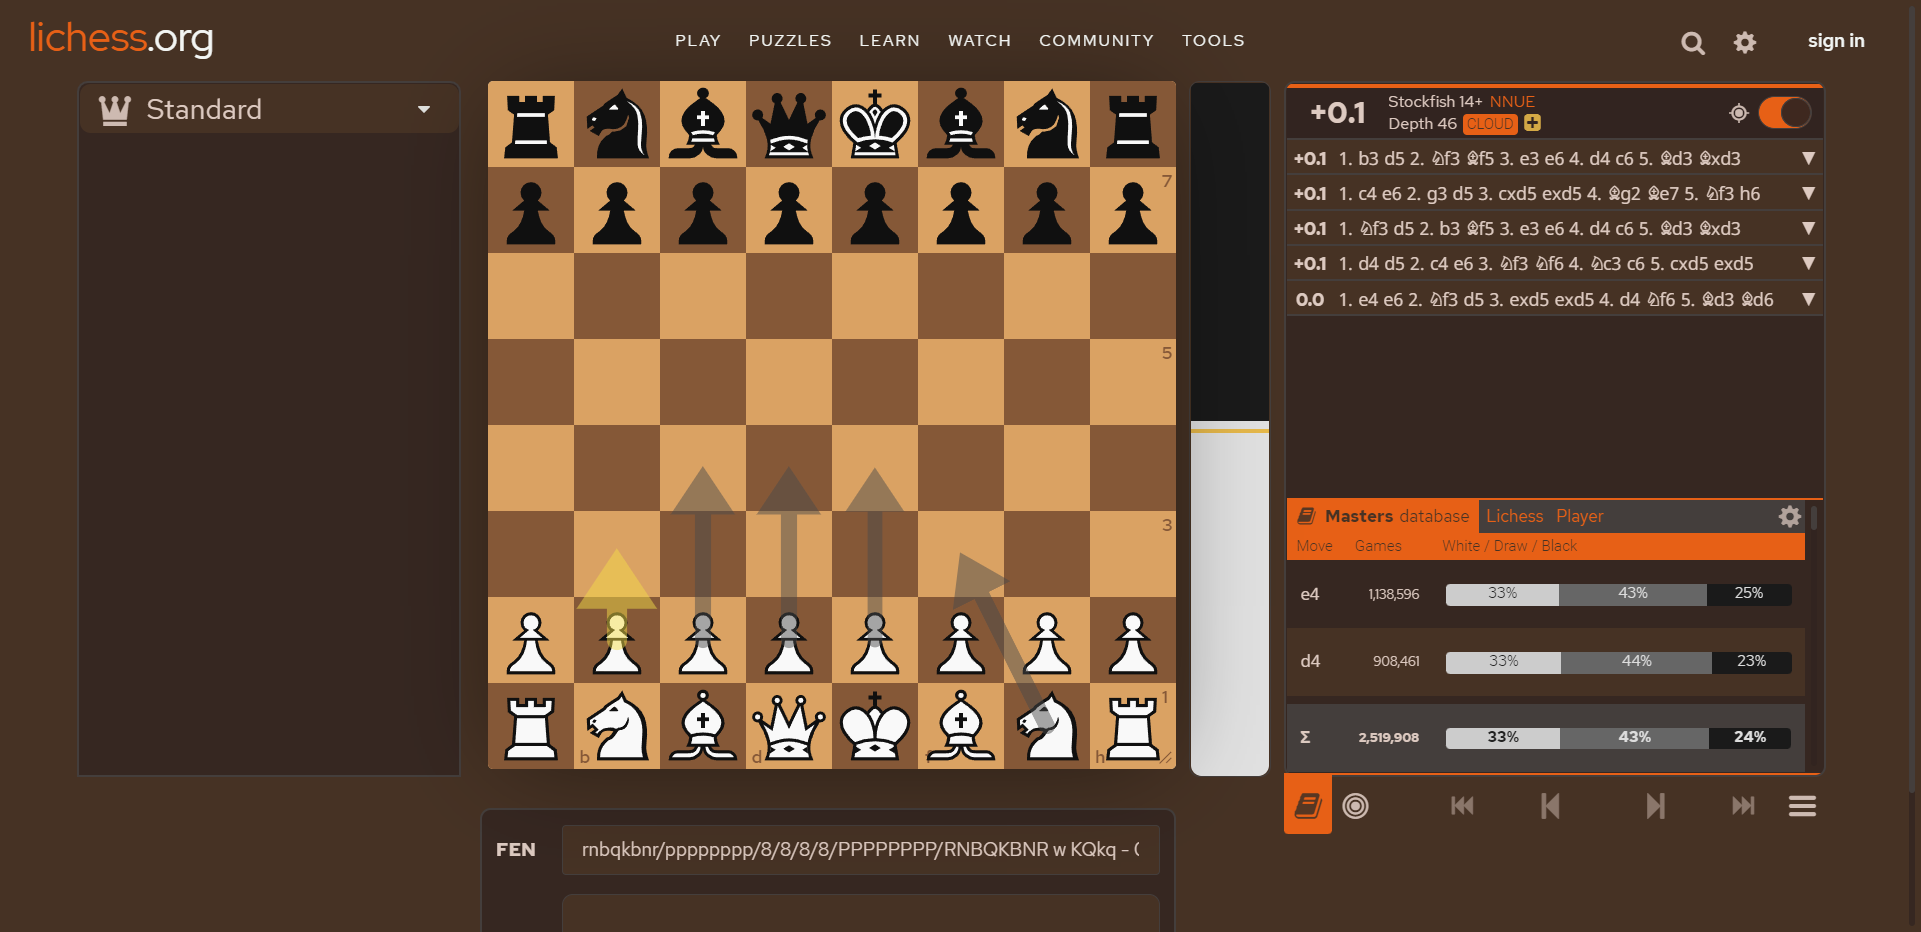 lichess.org
PLAY PUZZLES LEARN WATCH COMMUNITY TOOLS
sign in
Standard
7
5
3
1
b
d
f
h
+0.1
Stockfish 14+ NNUE
Depth 46 CLOUD
+0.1 1. b3 d5 2. ♘f3 ♗f5 3. e3 e6 4. d4 c6 5. ♗d3 ♗xd3
+0.1 1. c4 e6 2. g3 d5 3. cxd5 exd5 4. ♗g2 ♗e7 5. ♘f3 h6
+0.1 1. ♘f3 d5 2. b3 ♗f5 3. e3 e6 4. d4 c6 5. ♗d3 ♗xd3
+0.1 1. d4 d5 2. c4 e6 3. ♘f3 ♘f6 4. ♘c3 c6 5. cxd5 exd5
0.0 1. e4 e6 2. ♘f3 d5 3. exd5 exd5 4. d4 ♘f6 5. ♗d3 ♗d6
Masters database Lichess Player
Move Games White / Draw / Black
e4 1,138,596 33% 43% 25%
d4 908,461 33% 44% 23%
Σ 2,519,908 33% 43% 24%
FEN rnbqkbnr/pppppppp/8/8/8/8/PPPPPPPP/RNBQKBNR w KQkq -